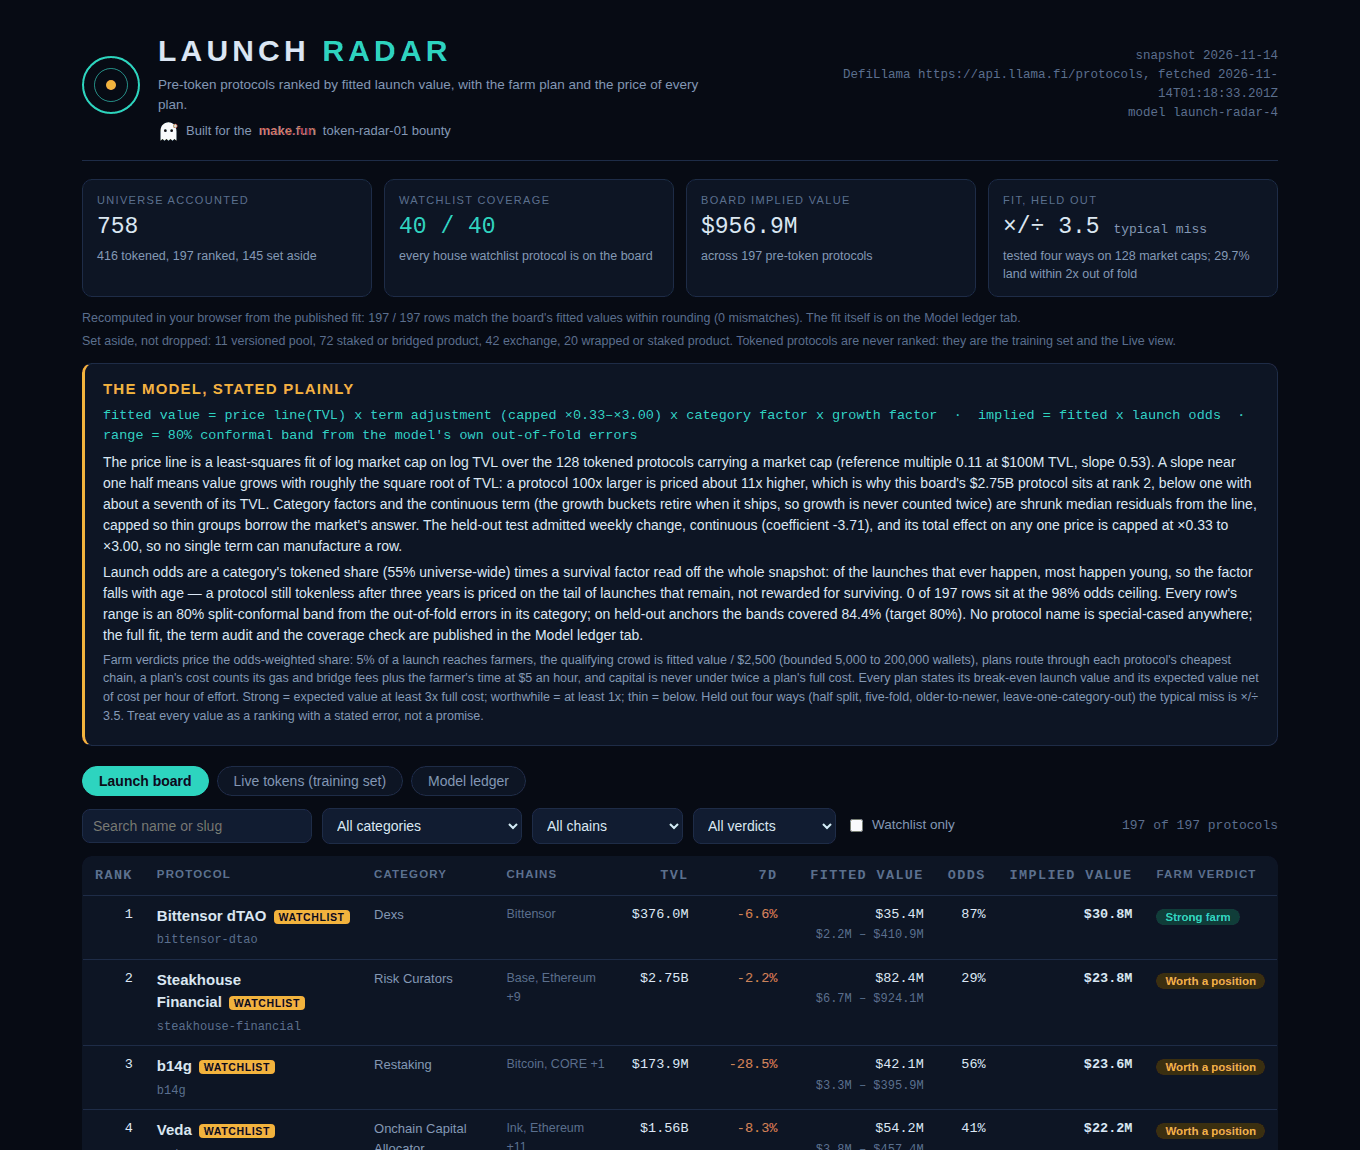 LAUNCH RADAR
Pre-token protocols ranked by fitted launch value, with the farm plan and the price of every
plan.
Built for the make.fun token-radar-01 bounty
snapshot 2026-11-14
DefiLlama https://api.llama.fi/protocols, fetched 2026-11-
14T01:18:33.201Z
model launch-radar-4
UNIVERSE ACCOUNTED
758
416 tokened, 197 ranked, 145 set aside
WATCHLIST COVERAGE
40 / 40
every house watchlist protocol is on the board
BOARD IMPLIED VALUE
$956.9M
across 197 pre-token protocols
FIT, HELD OUT
×/÷ 3.5 typical miss
tested four ways on 128 market caps; 29.7%
land within 2x out of fold
Recomputed in your browser from the published fit: 197 / 197 rows match the board's fitted values within rounding (0 mismatches). The fit itself is on the Model ledger tab.
Set aside, not dropped: 11 versioned pool, 72 staked or bridged product, 42 exchange, 20 wrapped or staked product. Tokened protocols are never ranked: they are the training set and the Live view.
THE MODEL, STATED PLAINLY
fitted value = price line(TVL) x term adjustment (capped ×0.33–×3.00) x category factor x growth factor · implied = fitted x launch odds ·
range = 80% conformal band from the model's own out-of-fold errors
The price line is a least-squares fit of log market cap on log TVL over the 128 tokened protocols carrying a market cap (reference multiple 0.11 at $100M TVL, slope 0.53). A slope near
one half means value grows with roughly the square root of TVL: a protocol 100x larger is priced about 11x higher, which is why this board's $2.75B protocol sits at rank 2, below one with
about a seventh of its TVL. Category factors and the continuous term (the growth buckets retire when it ships, so growth is never counted twice) are shrunk median residuals from the line,
capped so thin groups borrow the market's answer. The held-out test admitted weekly change, continuous (coefficient -3.71), and its total effect on any one price is capped at ×0.33 to
×3.00, so no single term can manufacture a row.
Launch odds are a category's tokened share (55% universe-wide) times a survival factor read off the whole snapshot: of the launches that ever happen, most happen young, so the factor
falls with age — a protocol still tokenless after three years is priced on the tail of launches that remain, not rewarded for surviving. 0 of 197 rows sit at the 98% odds ceiling. Every row's
range is an 80% split-conformal band from the out-of-fold errors in its category; on held-out anchors the bands covered 84.4% (target 80%). No protocol name is special-cased anywhere;
the full fit, the term audit and the coverage check are published in the Model ledger tab.
Farm verdicts price the odds-weighted share: 5% of a launch reaches farmers, the qualifying crowd is fitted value / $2,500 (bounded 5,000 to 200,000 wallets), plans route through each protocol's cheapest
chain, a plan's cost counts its gas and bridge fees plus the farmer's time at $5 an hour, and capital is never under twice a plan's full cost. Every plan states its break-even launch value and its expected value net
of cost per hour of effort. Strong = expected value at least 3x full cost; worthwhile = at least 1x; thin = below. Held out four ways (half split, five-fold, older-to-newer, leave-one-category-out) the typical miss is ×/÷
3.5. Treat every value as a ranking with a stated error, not a promise.
Launch board Live tokens (training set) Model ledger
Search name or slug All categories All chains All verdicts Watchlist only 197 of 197 protocols
RANK PROTOCOL CATEGORY CHAINS TVL 7D FITTED VALUE ODDS IMPLIED VALUE FARM VERDICT
1 Bittensor dTAO WATCHLIST Dexs Bittensor $376.0M -6.6% $35.4M 87% $30.8M Strong farm
bittensor-dtao $2.2M – $410.9M
2 Steakhouse Risk Curators Base, Ethereum $2.75B -2.2% $82.4M 29% $23.8M Worth a position
Financial WATCHLIST +9 $6.7M – $924.1M
steakhouse-financial
3 b14g WATCHLIST Restaking Bitcoin, CORE +1 $173.9M -28.5% $42.1M 56% $23.6M Worth a position
b14g $3.3M – $395.9M
4 Veda WATCHLIST Onchain Capital Ink, Ethereum $1.56B -8.3% $54.2M 41% $22.2M Worth a position
Allocator +11 $3.8M – $457.4M